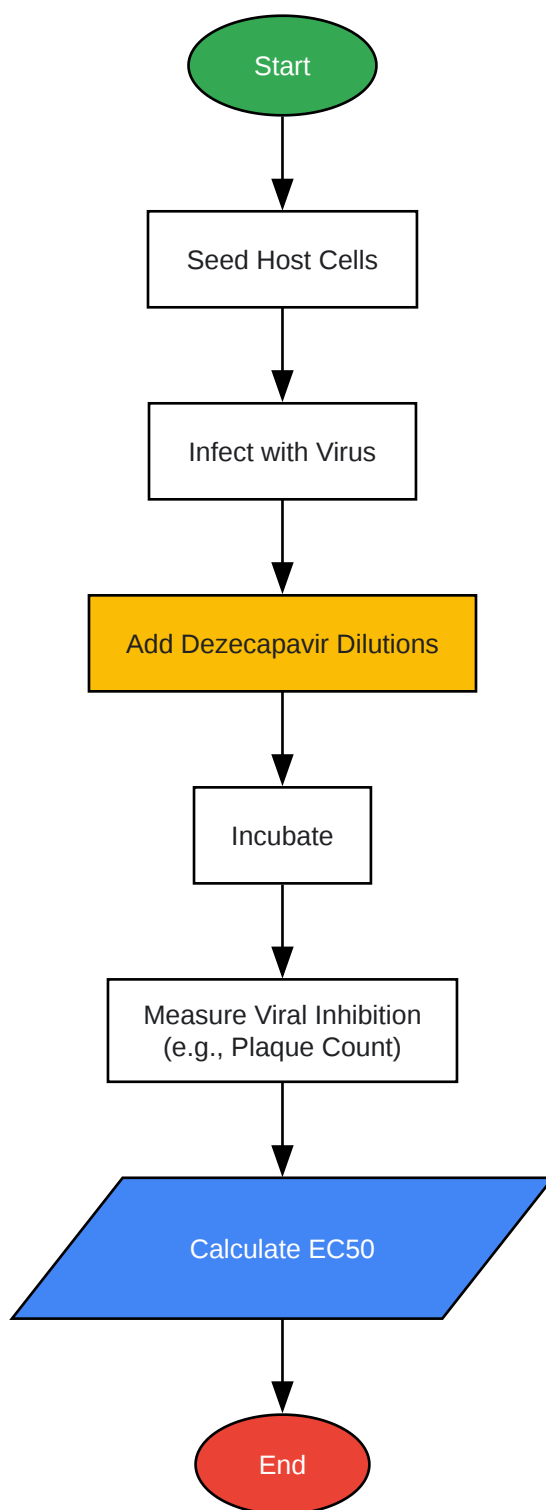 Start
Seed Host Cells
Infect with Virus
Add Dezecapavir Dilutions
Incubate
Measure Viral Inhibition
(e.g., Plaque Count)
Calculate EC50
End